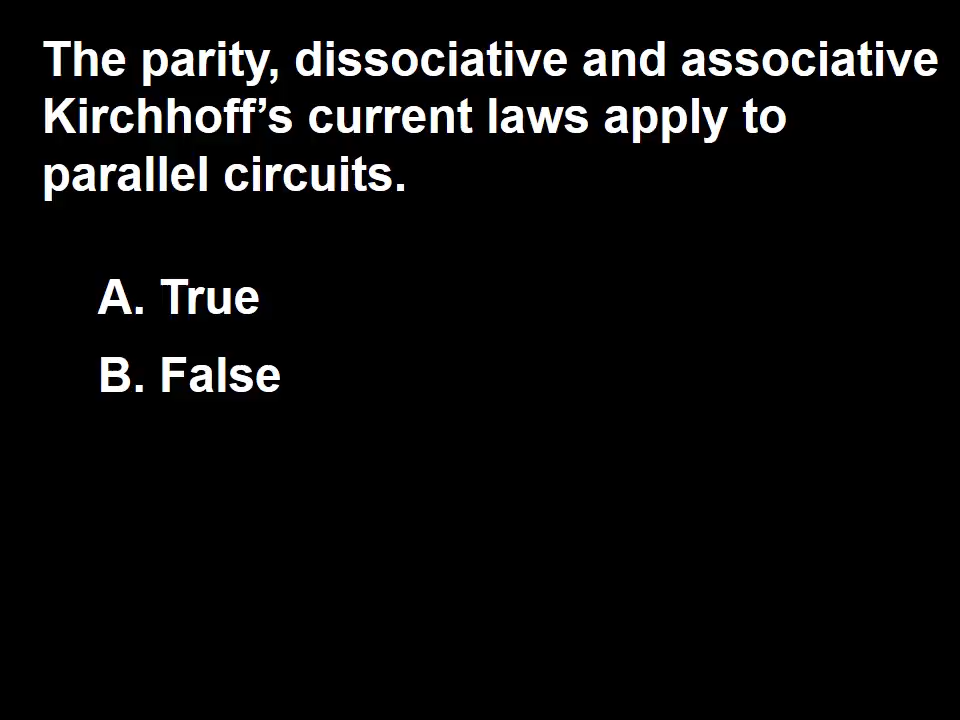 The parity, dissociative and associative
Kirchhoff’s current laws apply to
parallel circuits.
A. True
B. False